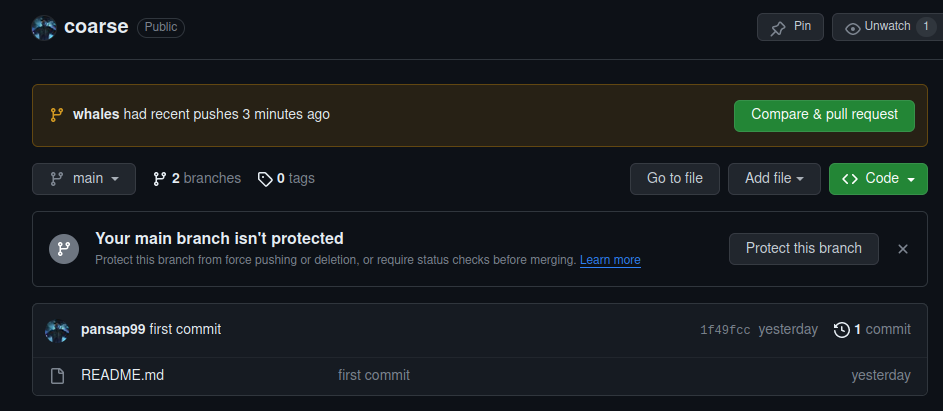 coarse Public Pin Unwatch 1
whales had recent pushes 3 minutes ago Compare & pull request
main 2 branches 0 tags Go to file Add file Code
Your main branch isn't protected
Protect this branch from force pushing or deletion, or require status checks before merging. Learn more Protect this branch
pansap99 first commit 1f49fcc yesterday 1 commit
README.md first commit yesterday